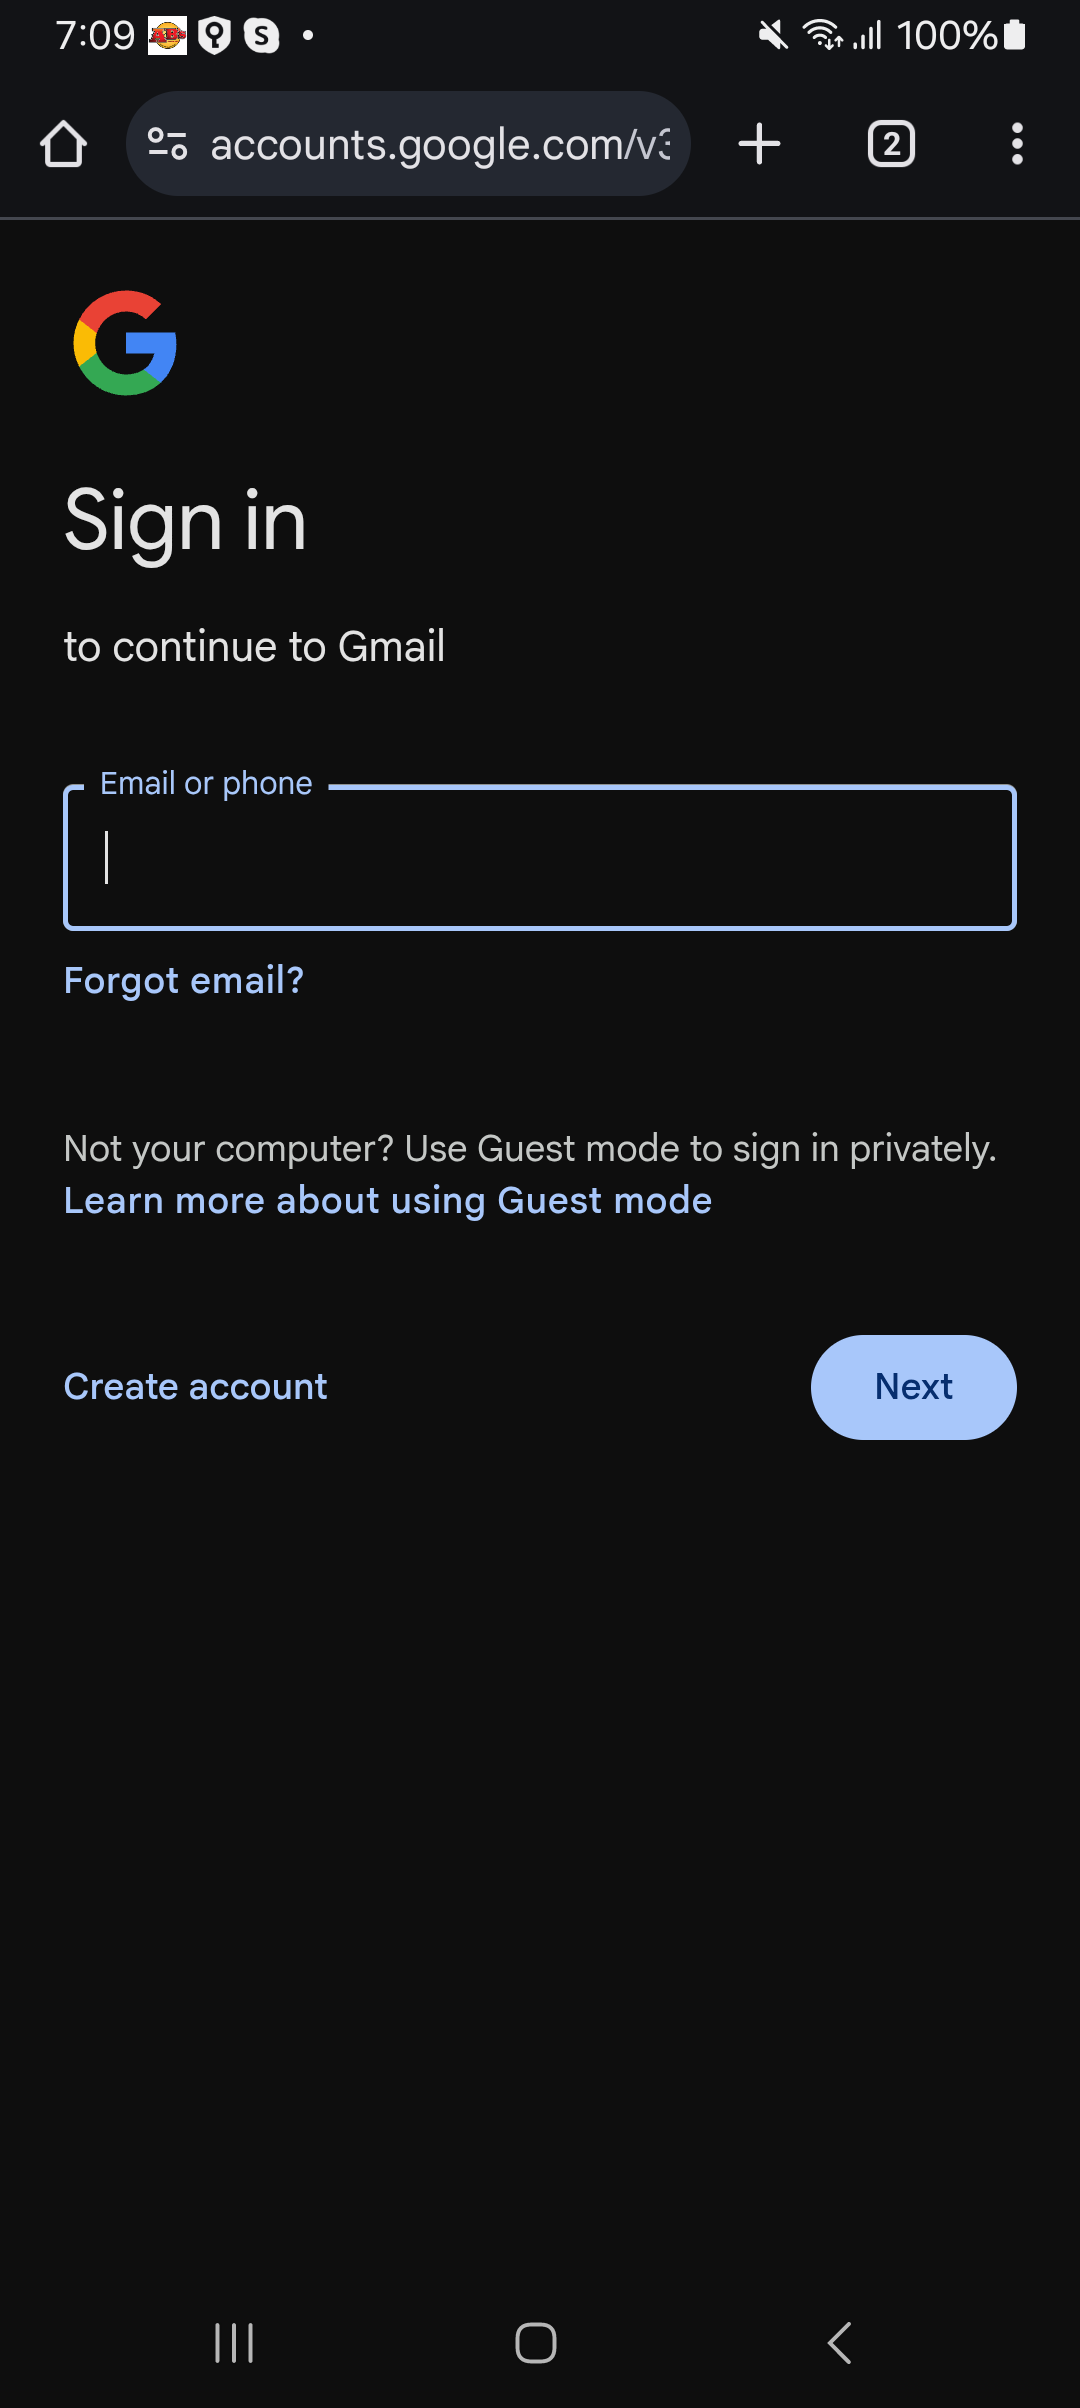 7:09 S 100%
accounts.google.com/v3 2
Sign in
to continue to Gmail
Email or phone
Forgot email?
Not your computer? Use Guest mode to sign in privately.
Learn more about using Guest mode
Create account Next